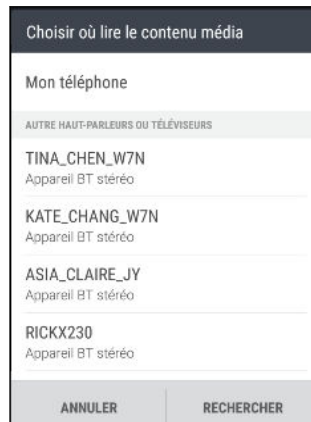 Choisir où lire le contenu média
Mon téléphone
AUTRE HAUT-PARLEURS OU TÉLÉVISEURS
TINA_CHEN_W7N
Appareil BT stéréo
KATE_CHANG_W7N
Appareil BT stéréo
ASIA_CLAIRE_JY
Appareil BT stéréo
RICKX230
Appareil BT stéréo
ANNULER
RECHERCHER